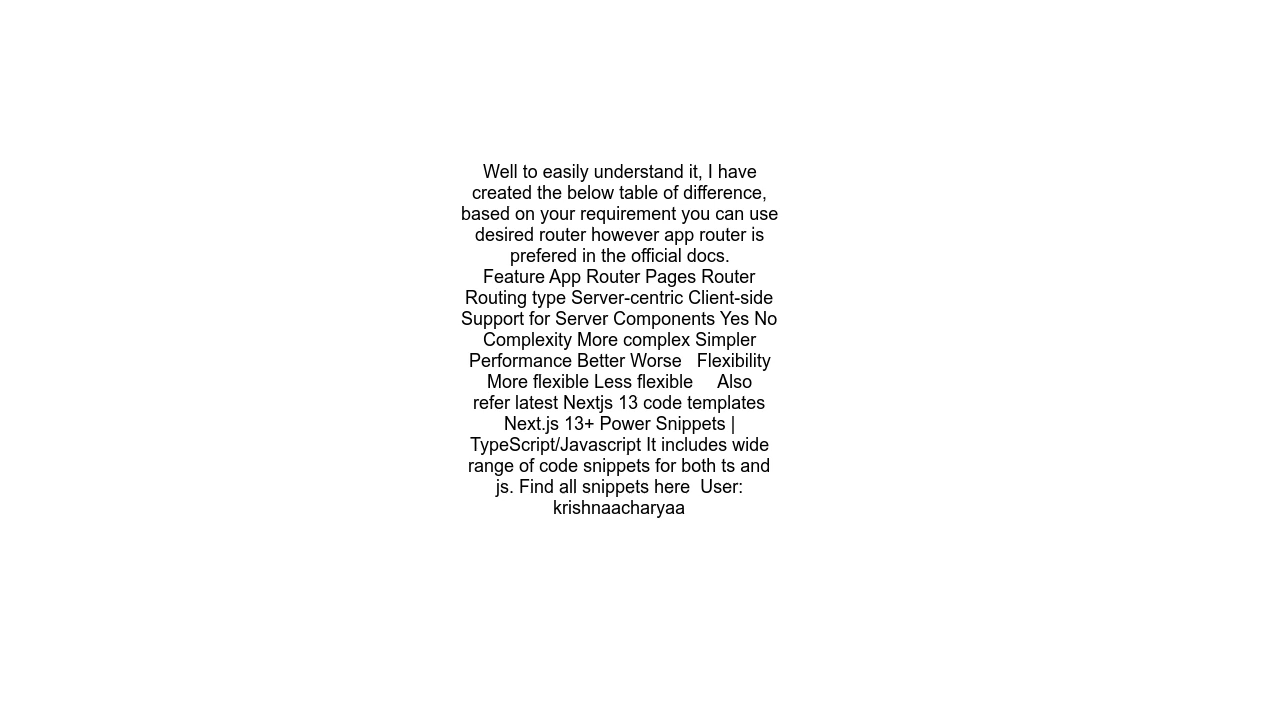 Well to easily understand it, I have
created the below table of difference,
based on your requirement you can use
desired router however app router is
prefered in the official docs.
Feature App Router Pages Router
Routing type Server-centric Client-side
Support for Server Components Yes No
Complexity More complex Simpler
Performance Better Worse   Flexibility
More flexible Less flexible     Also
refer latest Nextjs 13 code templates
Next.js 13+ Power Snippets |
TypeScript/Javascript It includes wide
range of code snippets for both ts and
js. Find all snippets here  User:
krishnaacharyaa